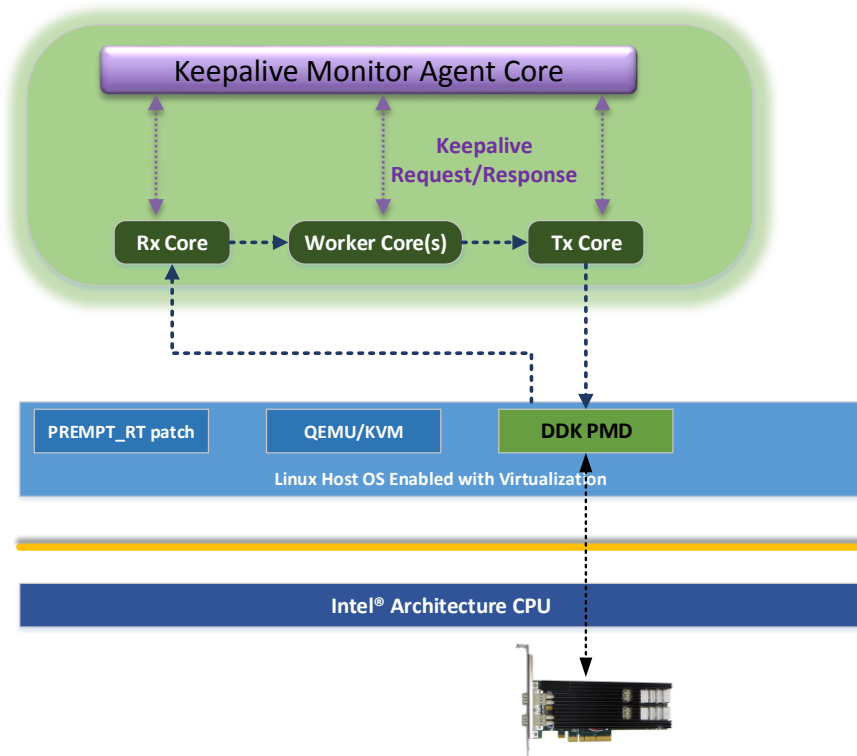 Keepalive Monitor Agent Core
Keepalive
Request/Response
Rx Core
Worker Core(s)
Tx Core
PREMPT_RT patch
QEMU/KVM
DDK PMD
Linux Host OS Enabled with Virtualization
Intel® Architecture CPU